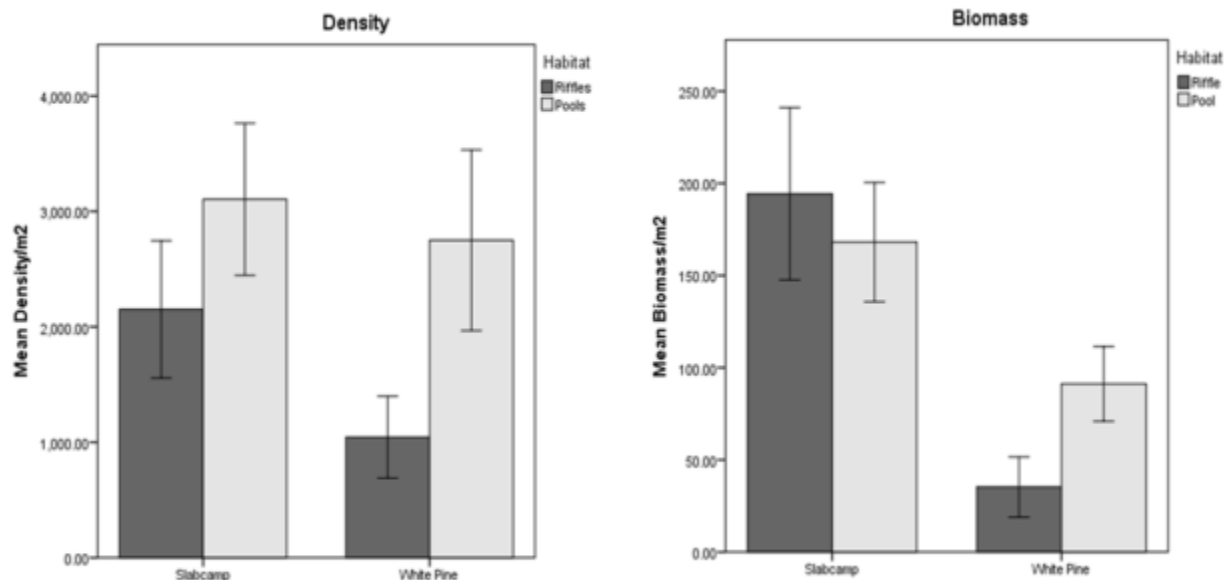 Density
Habitat
Riffles
Pools
4,000.00
3,000.00
2,000.00
1,000.00
0.00
Mean Density/m2
Slabcamp
White Pine
Biomass
Habitat
Riffle
Pool
250.00
200.00
150.00
100.00
50.00
0.00
Mean Biomass/m2
Slabcamp
White Pine